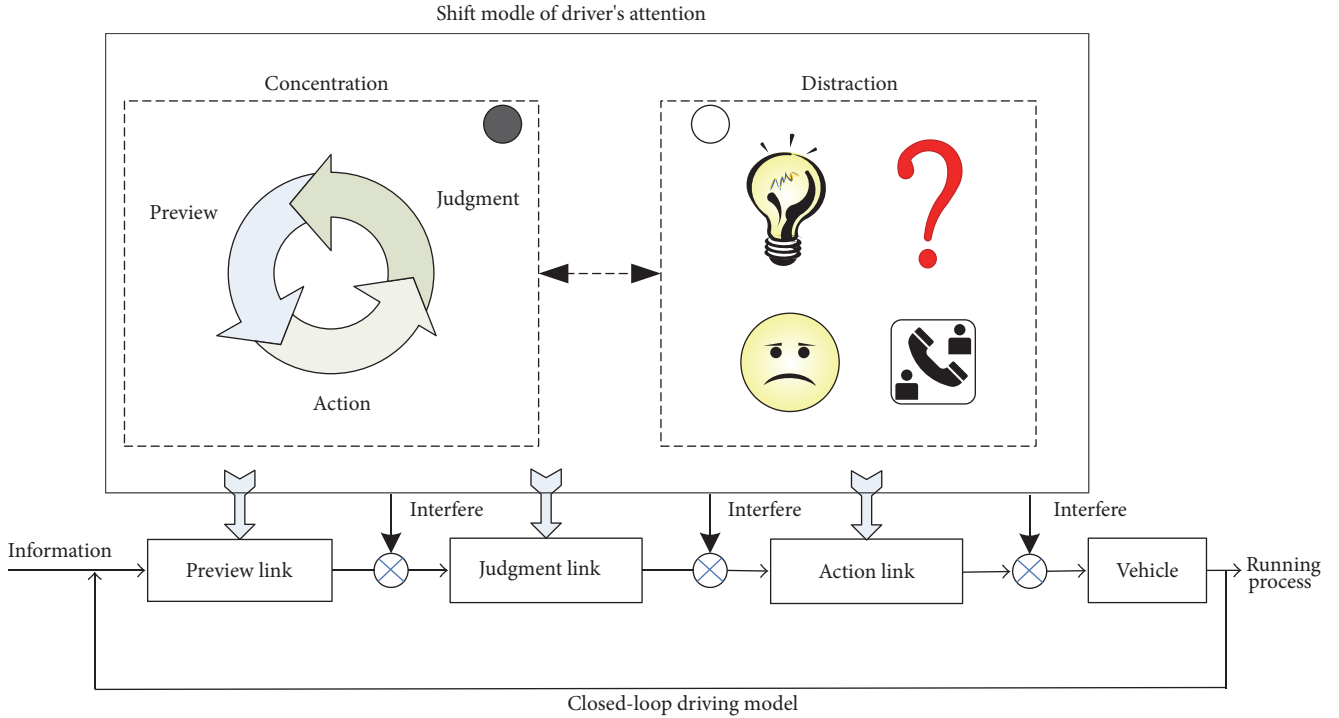 Shift modle of driver's attention
Concentration
Distraction
Preview
Judgment
Action
Interfere
Interfere
Interfere
Information
Preview link
Judgment link
Action link
Vehicle
Running
process
Closed-loop driving model